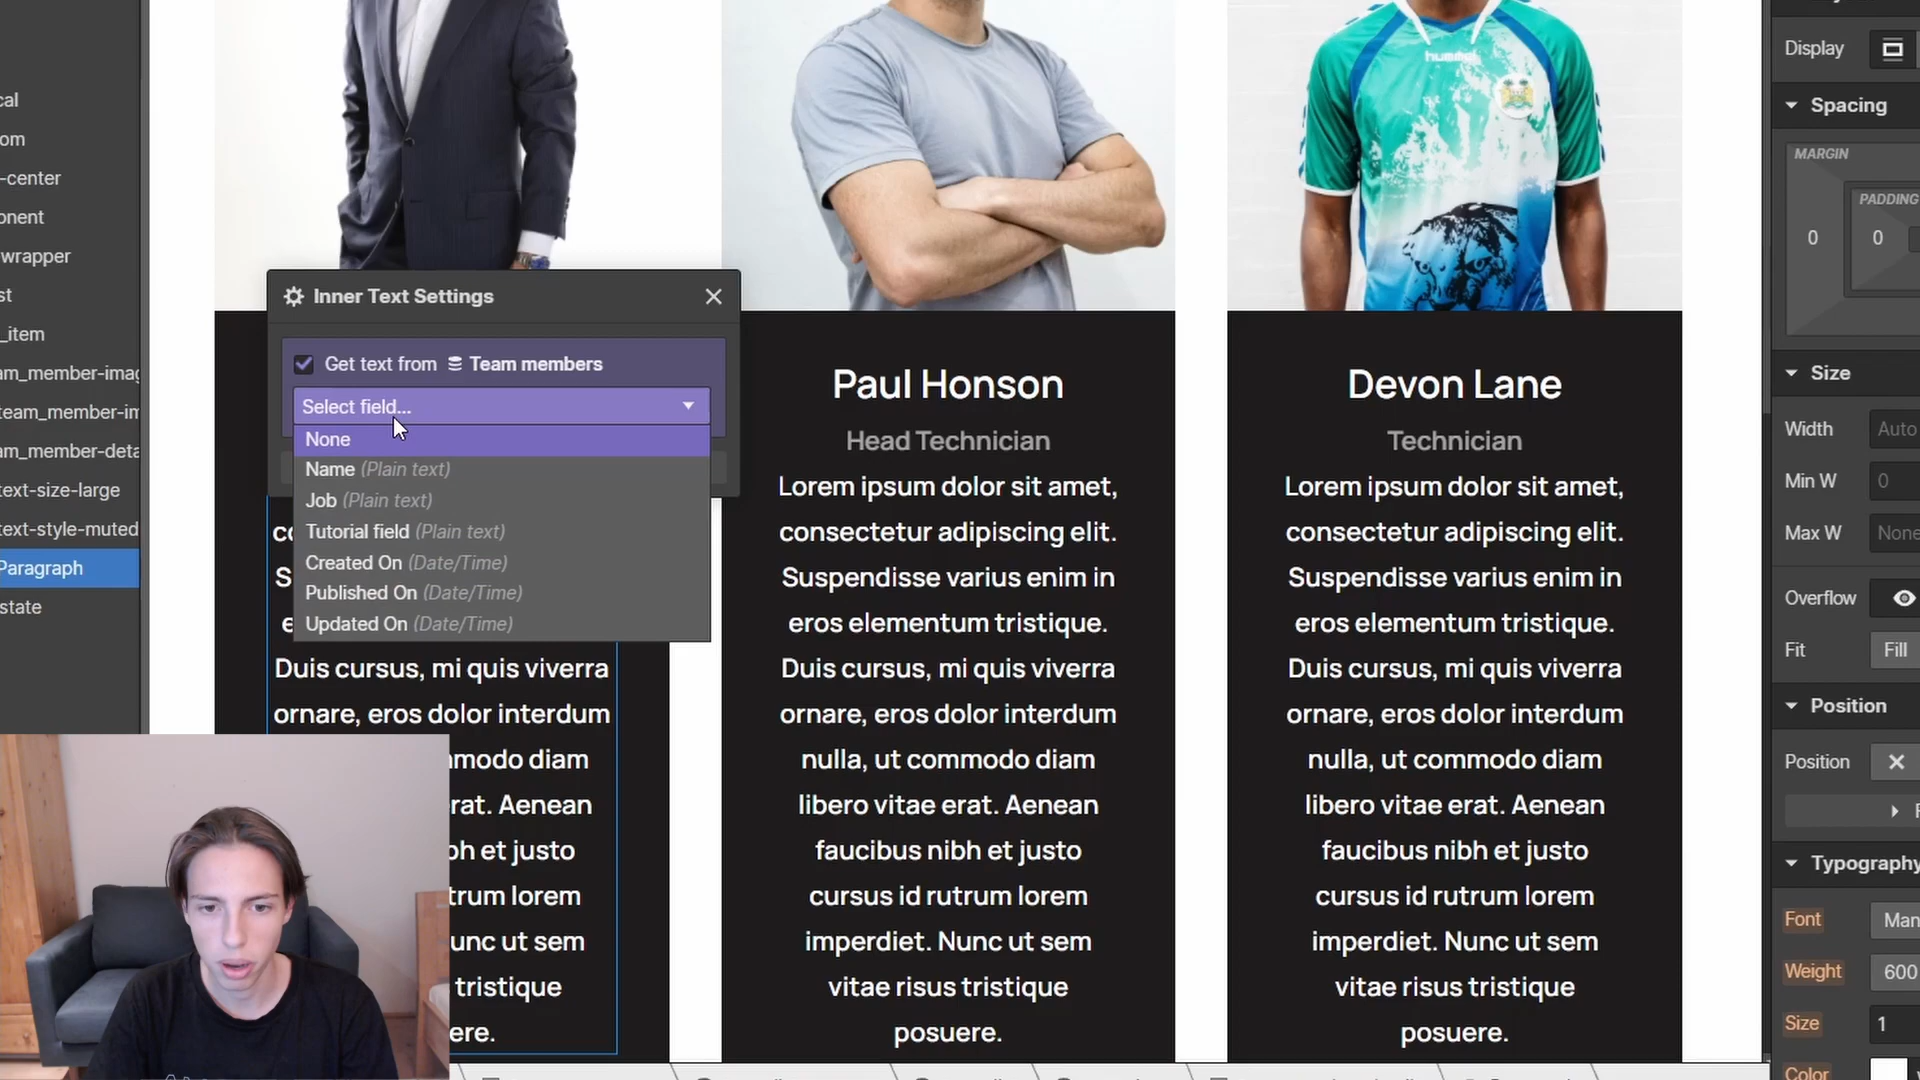 cal
om
-center
onent
wrapper
st
_item
am_member-imag
team_member-im
am_member-deta
text-size-large
text-style-muted
Paragraph
state
hummel
Inner Text Settings
Get text from Team members
Select field...
None
Name (Plain text)
Job (Plain text)
Tutorial field (Plain text)
Created On (Date/Time)
Published On (Date/Time)
Updated On (Date/Time)
co
S
e
Duis cursus, mi quis viverra
ornare, eros dolor interdum
mmodo diam
rat. Aenean
bh et justo
trum lorem
unc ut sem
tristique
ere.
Paul Honson
Head Technician
Lorem ipsum dolor sit amet,
consectetur adipiscing elit.
Suspendisse varius enim in
eros elementum tristique.
Duis cursus, mi quis viverra
ornare, eros dolor interdum
nulla, ut commodo diam
libero vitae erat. Aenean
faucibus nibh et justo
cursus id rutrum lorem
imperdiet. Nunc ut sem
vitae risus tristique
posuere.
Devon Lane
Technician
Lorem ipsum dolor sit amet,
consectetur adipiscing elit.
Suspendisse varius enim in
eros elementum tristique.
Duis cursus, mi quis viverra
ornare, eros dolor interdum
nulla, ut commodo diam
libero vitae erat. Aenean
faucibus nibh et justo
cursus id rutrum lorem
imperdiet. Nunc ut sem
vitae risus tristique
posuere.
Display
Spacing
MARGIN
PADDING
0
0
Size
Width Auto
Min W 0
Max W None
Overflow
Fit Fill
Position
Position
Typography
Font Man
Weight 600
Size 1
Color